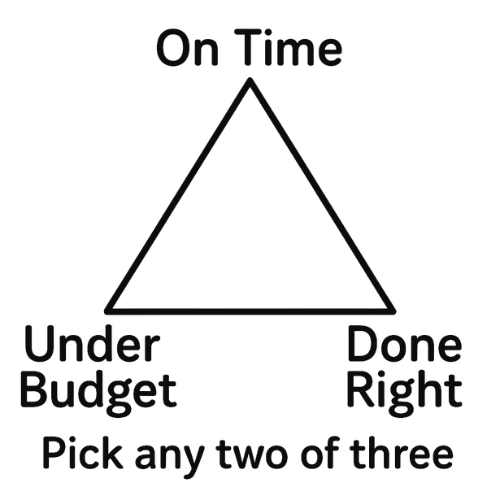 On Time
Under
Budget
Done
Right
Pick any two of three